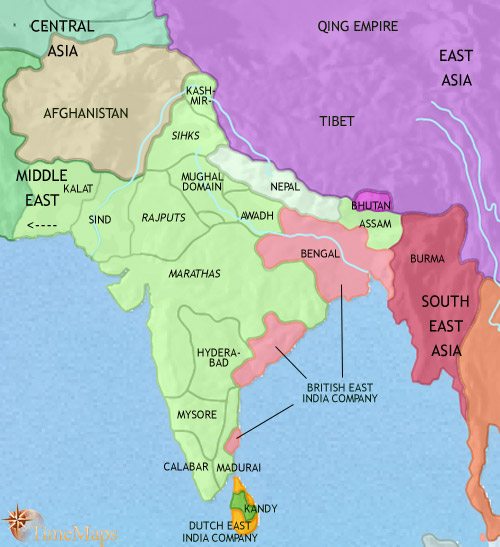 CENTRAL
ASIA
QING EMPIRE
EAST
ASIA
KASH-
MIR-
AFGHANISTAN
TIBET
SIHKS
MIDDLE
EAST
<----
KALAT
MUGHAL
DOMAIN
NEPAL
BHUTAN
SIND
RAJPUTS
AWADH
ASSAM
BENGAL
BURMA
MARATHAS
SOUTH
EAST
ASIA
HYDERA-
BAD
BRITISH EAST
INDIA COMPANY
MYSORE
CALABAR
MADURAI
KANDY
DUTCH EAST
INDIA COMPANY
TimeMaps